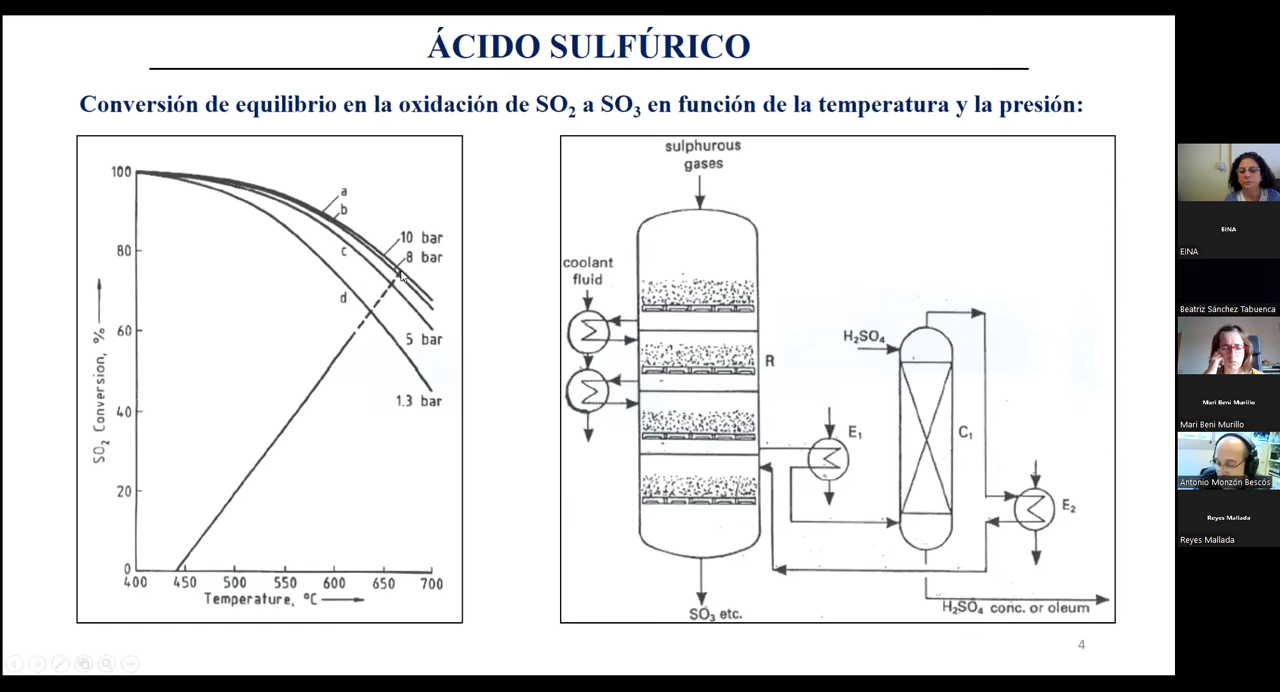 ÁCIDO SULFÚRICO
Conversión de equilibrio en la oxidación de SO2 a SO3 en función de la temperatura y la presión:
100
80
60
40
20
0
400
450
500
550
600
650
700
SO2 Conversion, %
Temperature, ºC
a
b
c
d
10 bar
8 bar
5 bar
1.3 bar
sulphurous
gases
coolant
fluid
R
H2SO4
E1
C1
E2
SO3 etc.
H2SO4 conc. or oleum
4
EINA
EINA
Beatriz Sánchez Tabuenca
Mari Beni Murillo
Mari Beni Murillo
Antonio Monzón Bescós
Reyes Mallada
Reyes Mallada